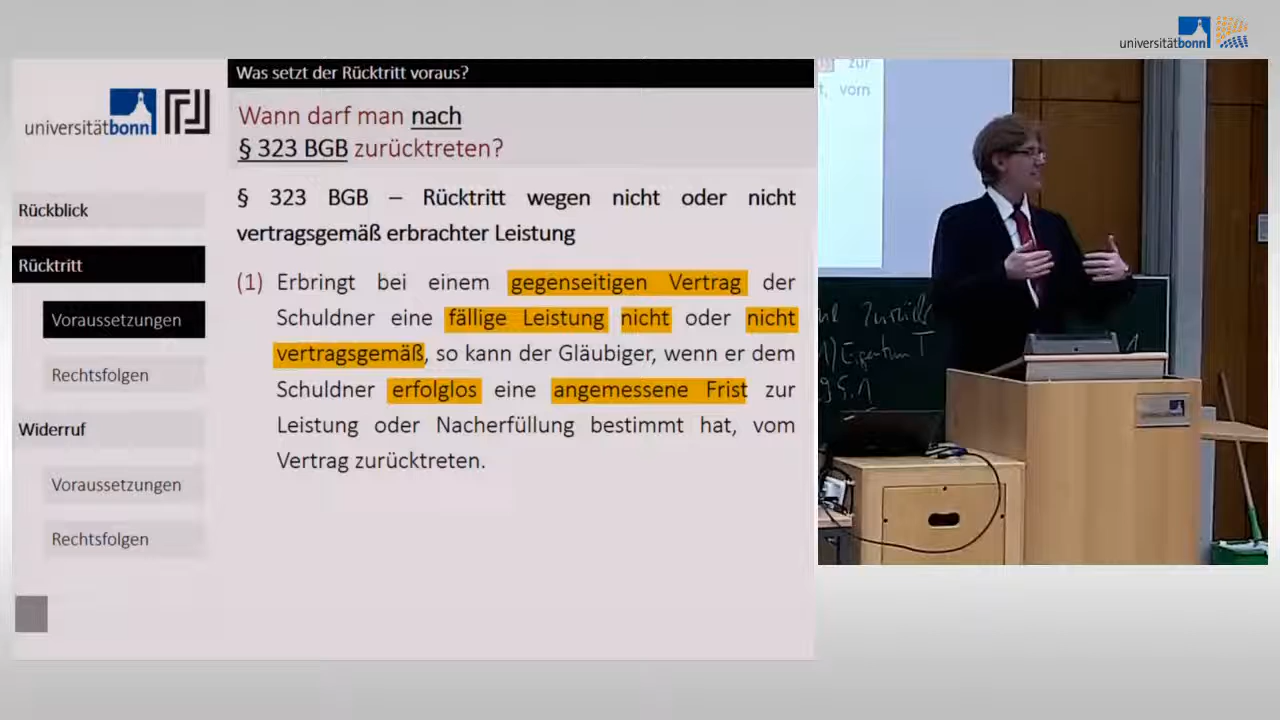 universitätbonn
universitätbonn
Rückblick
Rücktritt
Voraussetzungen
Rechtsfolgen
Widerruf
Voraussetzungen
Rechtsfolgen
Was setzt der Rücktritt voraus?
Wann darf man nach
§ 323 BGB zurücktreten?
§ 323 BGB – Rücktritt wegen nicht oder nicht
vertragsgemäß erbrachter Leistung
(1) Erbringt bei einem gegenseitigen Vertrag der
Schuldner eine fällige Leistung nicht oder nicht
vertragsgemäß, so kann der Gläubiger, wenn er dem
Schuldner erfolglos eine angemessene Frist zur
Leistung oder Nacherfüllung bestimmt hat, vom
Vertrag zurücktreten.
zur
t, vom
Eigentum